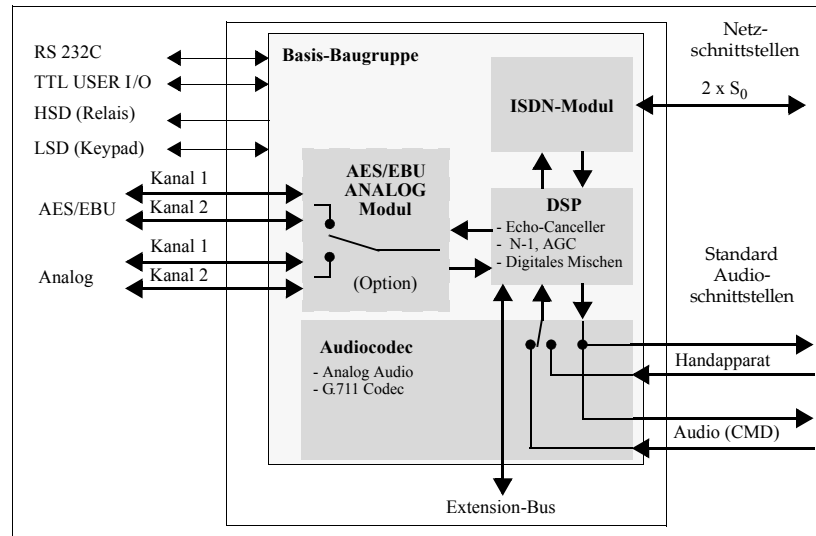 RS 232C
TTL USER I/O
HSD (Relais)
LSD (Keypad)
AES/EBU
Kanal 1
Kanal 2
Analog
Kanal 1
Kanal 2
Basis-Baugruppe
ISDN-Modul
AES/EBU
ANALOG
Modul
(Option)
DSP
- Echo-Canceller
- N-1, AGC
- Digitales Mischen
Audiocodec
- Analog Audio
- G.711 Codec
Extension-Bus
Netz-
schnittstellen
2 x S0
Standard
Audio-
schnittstellen
Handapparat
Audio (CMD)